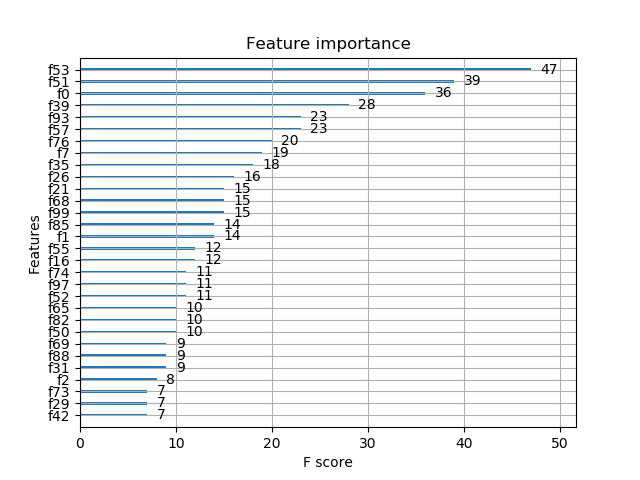 Feature importance
f53 47
f51 39
f0 36
f39 28
f93 23
f57 23
f76 20
f7 19
f35 18
f26 16
f21 15
f68 15
f99 15
f85 14
f1 14
f55 12
f16 12
f74 11
f97 11
f52 11
f65 10
f82 10
f50 10
f69 9
f88 9
f31 9
f2 8
f73 7
f29 7
f42 7
Features
0 10 20 30 40 50
F score